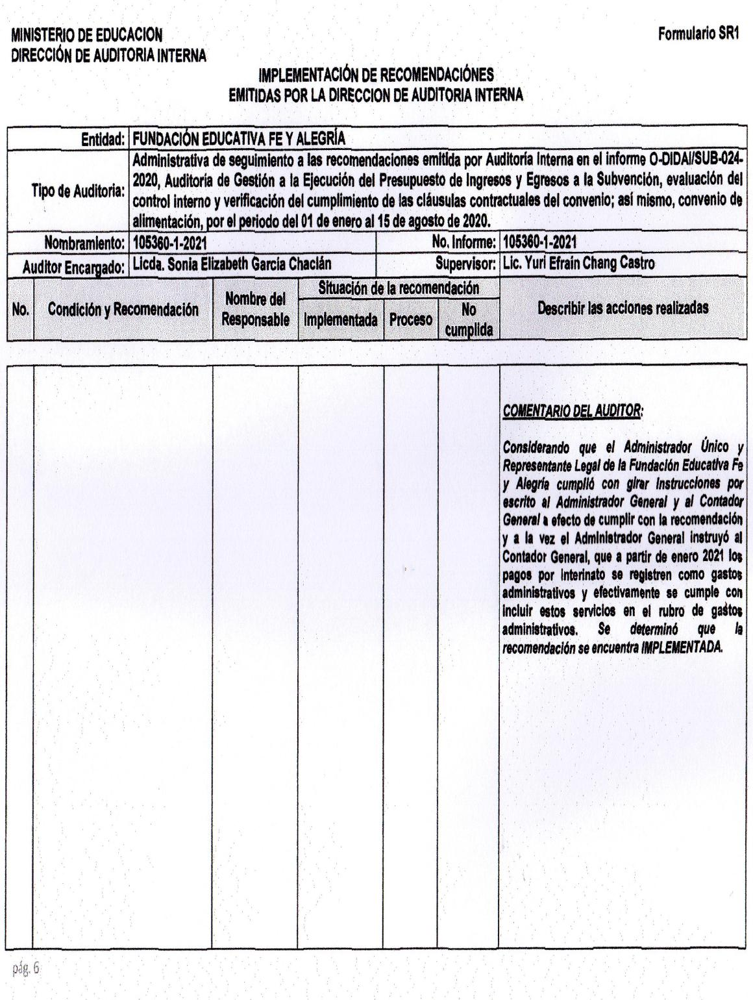 MINISTERIO DE EDUCACION
Formulario SR1
DIRECCIÓN DE AUDITORIA INTERNA
IMPLEMENTACIÓN DE RECOMENDACIÓNES
EMITIDAS POR LA DIRECCION DE AUDITORIA INTERNA
Entidad: FUNDACIÓN EDUCATIVA FE Y ALEGRÍA
Tipo de Auditoria:
Administrativa de seguimiento a las recomendaciones emitida por Auditoría Interna en el informe O-DIDAI/SUB-024-
2020, Auditoría de Gestión a la Ejecución del Presupuesto de Ingresos y Egresos a la Subvención, evaluación del
control interno y verificación del cumplimiento de las cláusulas contractuales del convenio; así mismo, convenio de
alimentación, por el periodo del 01 de enero al 15 de agosto de 2020.
Nombramiento: 105360-1-2021 No. Informe: 105360-1-2021
Auditor Encargado: Licda. Sonia Elizabeth García Chaclán Supervisor: Lic. Yuri Efraín Chang Castro
No.
Condición y Recomendación
Nombre del
Responsable
Situación de la recomendación
Implementada
Proceso
No
cumplida
Describir las acciones realizadas
COMENTARIO DEL AUDITOR:
Considerando que el Administrador Único y
Representante Legal de la Fundación Educativa Fe
y Alegría cumplió con girar Instrucciones por
escrito al Administrador General y al Contador
General a efecto de cumplir con la recomendación
y a la vez el Administrador General instruyó al
Contador General, que a partir de enero 2021 los
pagos por Interinato se registren como gastos
administrativos y efectivamente se cumple con
incluir estos servicios en el rubro de gastos
administrativos. Se determinó que la
recomendación se encuentra IMPLEMENTADA.
pág. 6